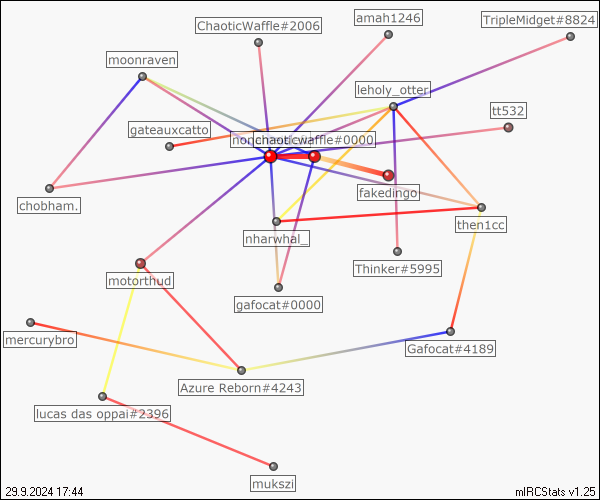 ChaoticWaffle#2006
amah1246
TripleMidget#8824
moonraven
leholy_otter
tt532
gateauxcatto
chaoticwaffle#0000
fakedingo
chobham.
then1cc
nharwhal_
motorthud
Thinker#5995
gafocat#0000
mercurybro
Gafocat#4189
Azure Reborn#4243
lucas das oppai#2396
mukszi
29.9.2024 17:44
mIRCStats v1.25